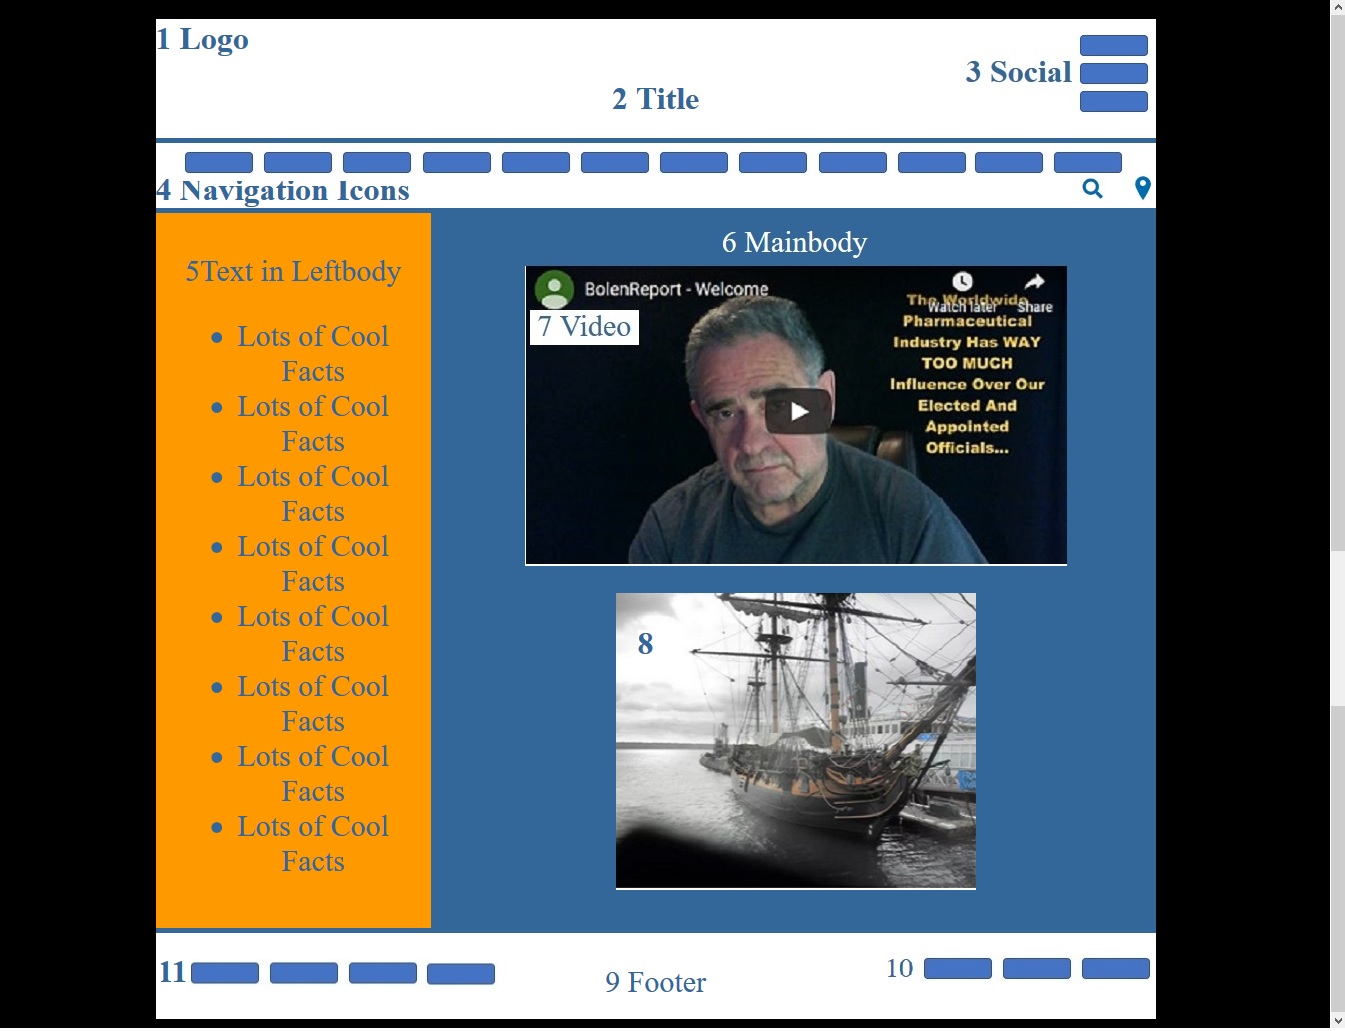 1 Logo
2 Title
3 Social
4 Navigation Icons
5Text in Leftbody
Lots of Cool
Facts
Lots of Cool
Facts
Lots of Cool
Facts
Lots of Cool
Facts
Lots of Cool
Facts
Lots of Cool
Facts
Lots of Cool
Facts
Lots of Cool
Facts
6 Mainbody
BolenReport - Welcome
Watch later
Share
7 Video
The Worldwide
Pharmaceutical
Industry Has WAY
TOO MUCH
Influence Over Our
Elected And
Appointed
Officials...
8
11
9 Footer
10